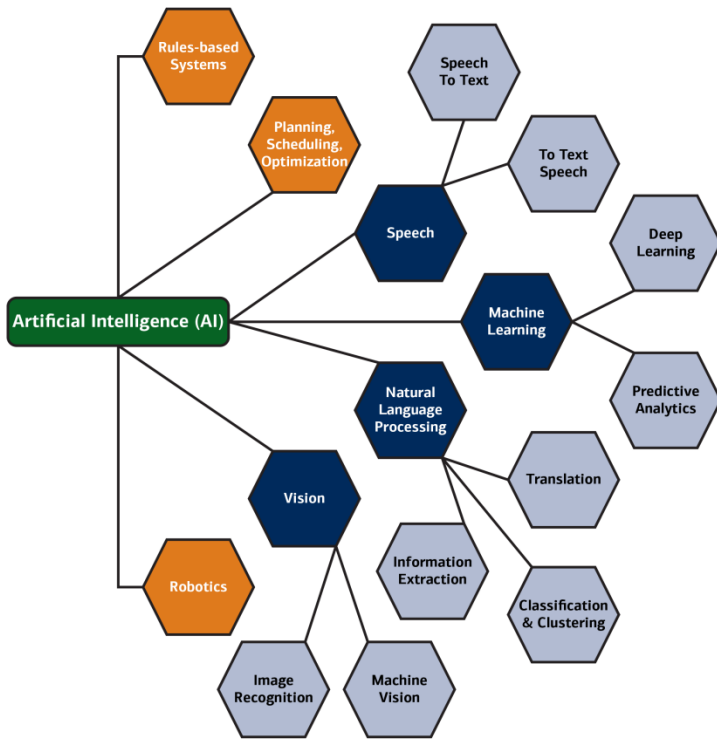 Rules-based
Systems
Speech
To Text
Planning,
Scheduling,
Optimization
To Text
Speech
Speech
Deep
Learning
Artificial Intelligence (AI)
Machine
Learning
Natural
Language
Processing
Predictive
Analytics
Vision
Translation
Information
Extraction
Robotics
Classification
& Clustering
Image
Recognition
Machine
Vision